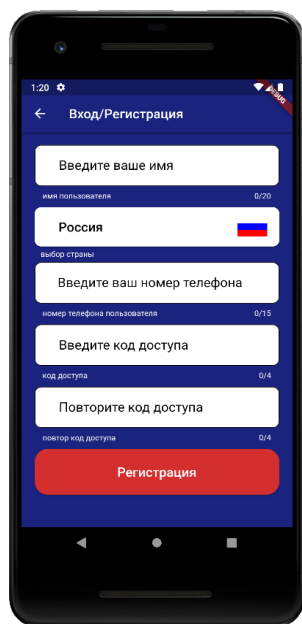 1:20
DEBUG
Вход/Регистрация
Введите ваше имя
имя пользователя 0/20
Россия
выбор страны
Введите ваш номер телефона
номер телефона пользователя 0/15
Введите код доступа
код доступа 0/4
Повторите код доступа
повтор код доступа 0/4
Регистрация